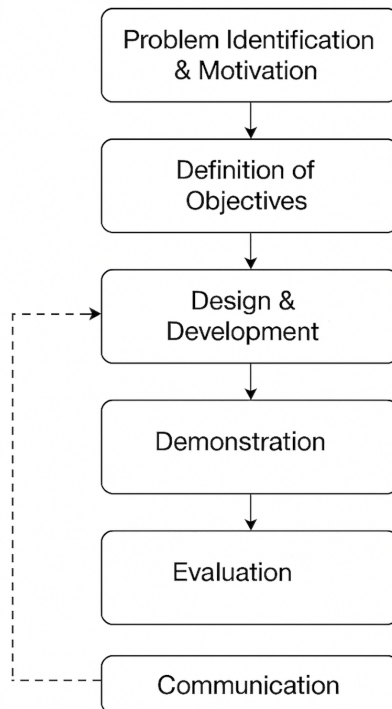 Problem Identification
& Motivation
Definition of
Objectives
Design &
Development
Demonstration
Evaluation
Communication